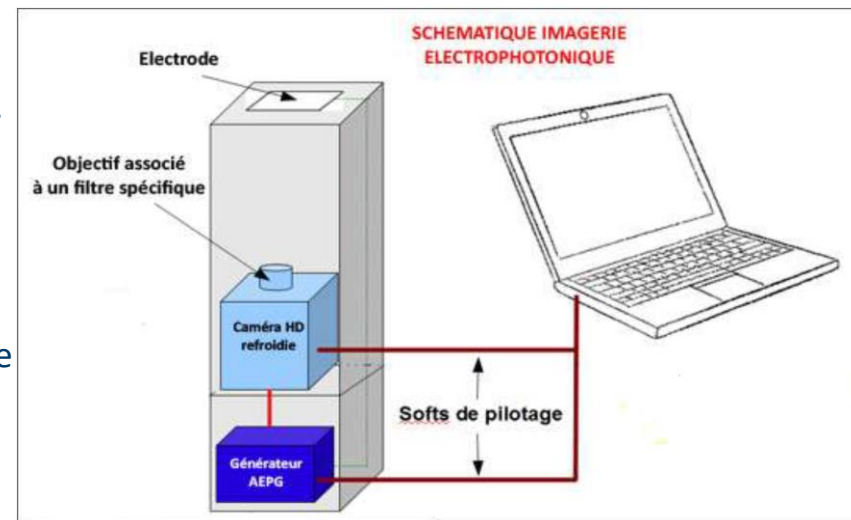 SCHEMATIQUE IMAGERIE
ELECTROPHOTONIQUE
Electrode
Objectif associé
à un filtre spécifique
Caméra HD
refroidie
Softs de pilotage
Générateur
AEPG